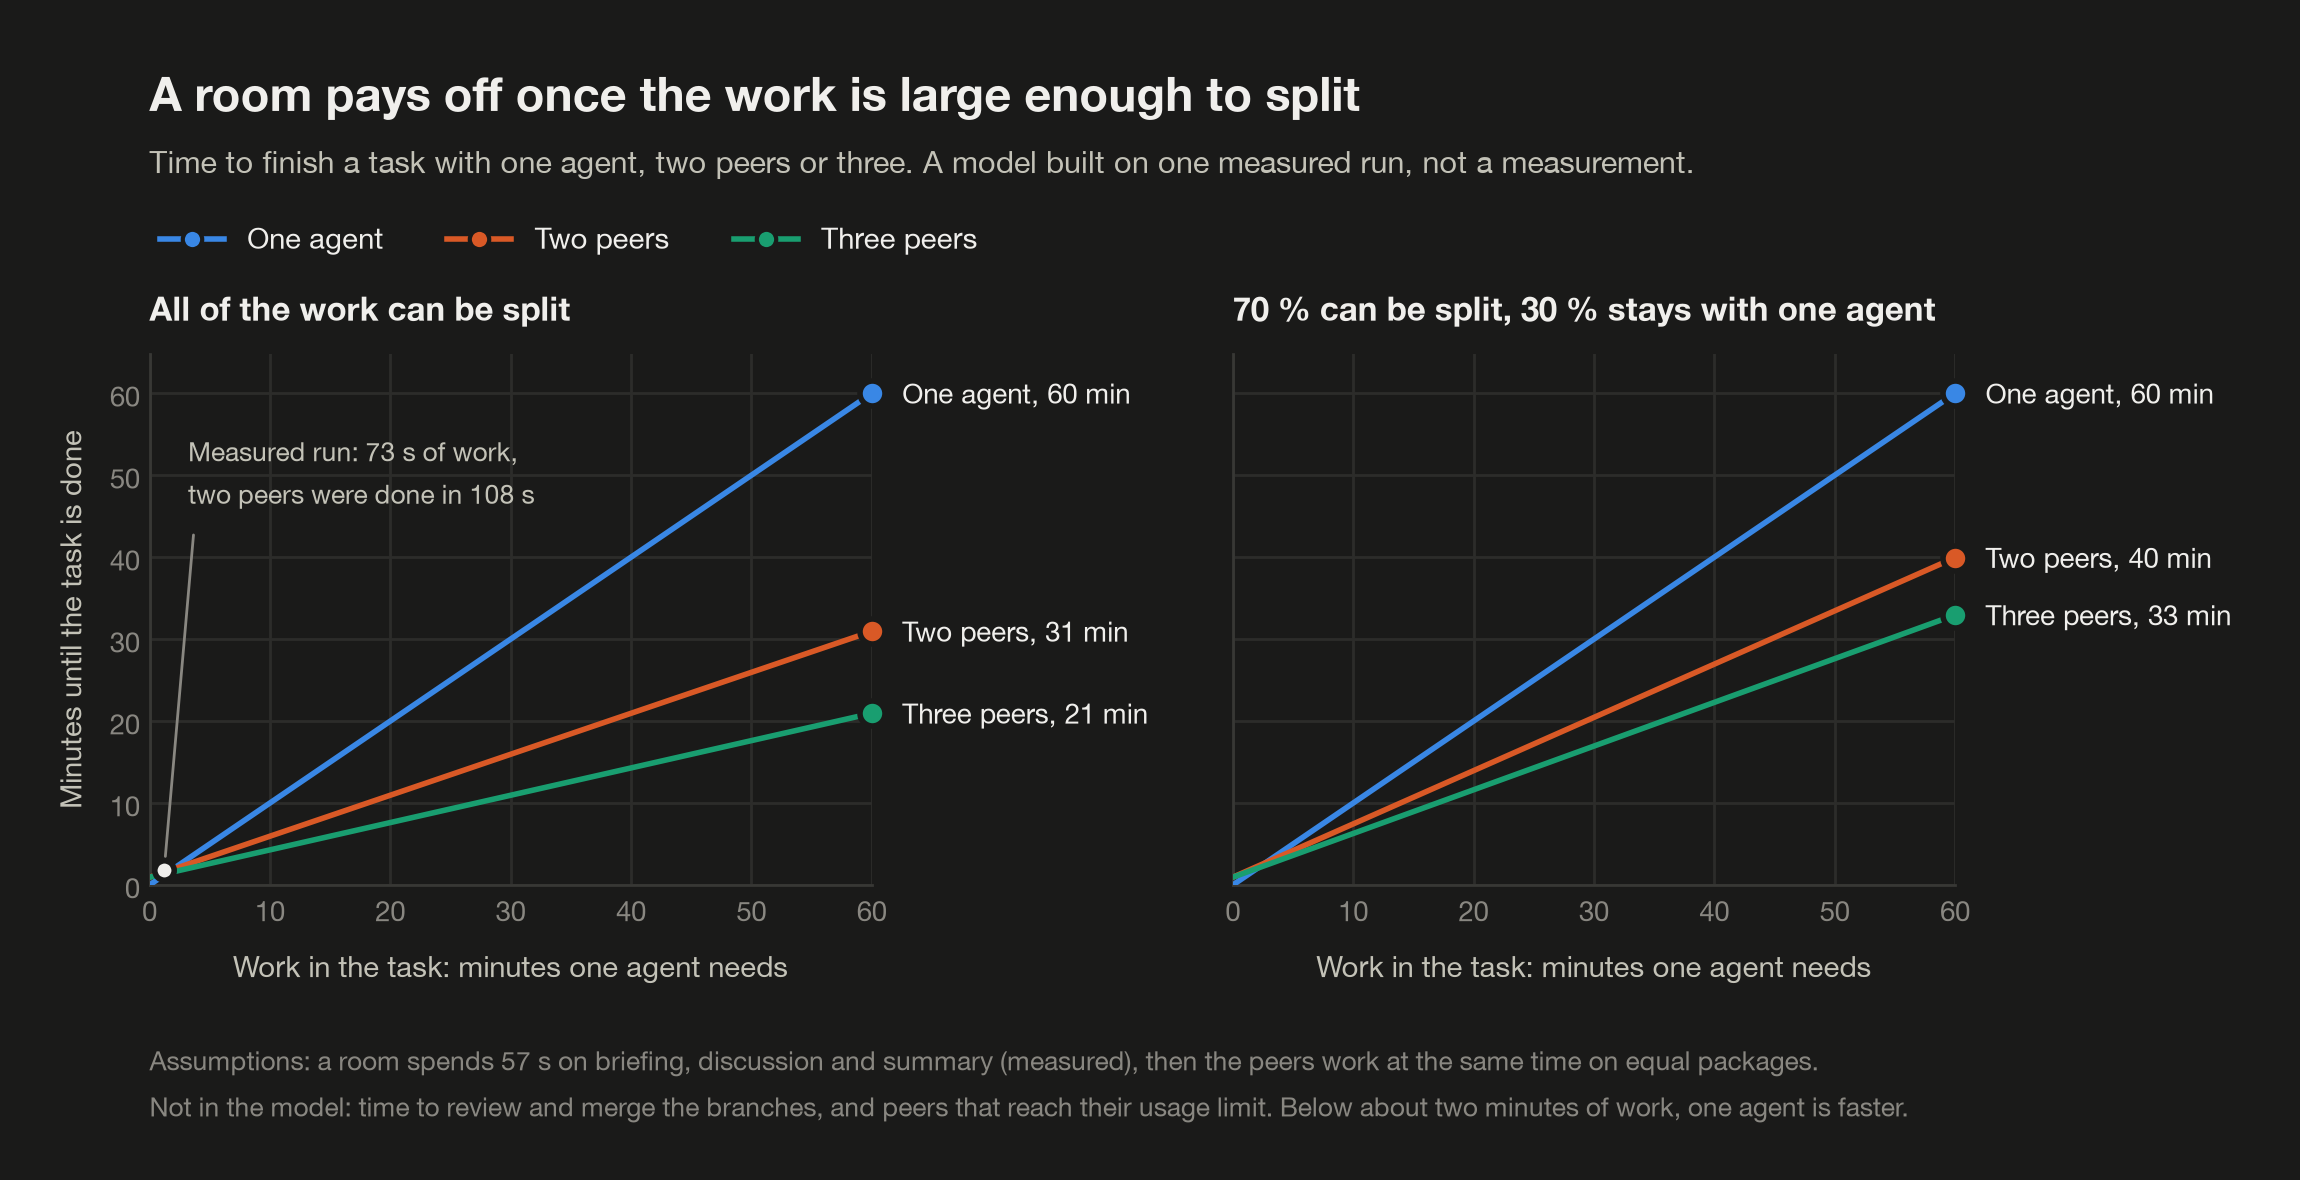 A room pays off once the work is large enough to split
Time to finish a task with one agent, two peers or three. A model built on one measured run, not a measurement.
One agent
Two peers
Three peers
All of the work can be split
60
50
40
30
20
10
0
Minutes until the task is done
Measured run: 73 s of work,
two peers were done in 108 s
One agent, 60 min
Two peers, 31 min
Three peers, 21 min
0 10 20 30 40 50 60
Work in the task: minutes one agent needs
70 % can be split, 30 % stays with one agent
One agent, 60 min
Two peers, 40 min
Three peers, 33 min
0 10 20 30 40 50 60
Work in the task: minutes one agent needs
Assumptions: a room spends 57 s on briefing, discussion and summary (measured), then the peers work at the same time on equal packages.
Not in the model: time to review and merge the branches, and peers that reach their usage limit. Below about two minutes of work, one agent is faster.